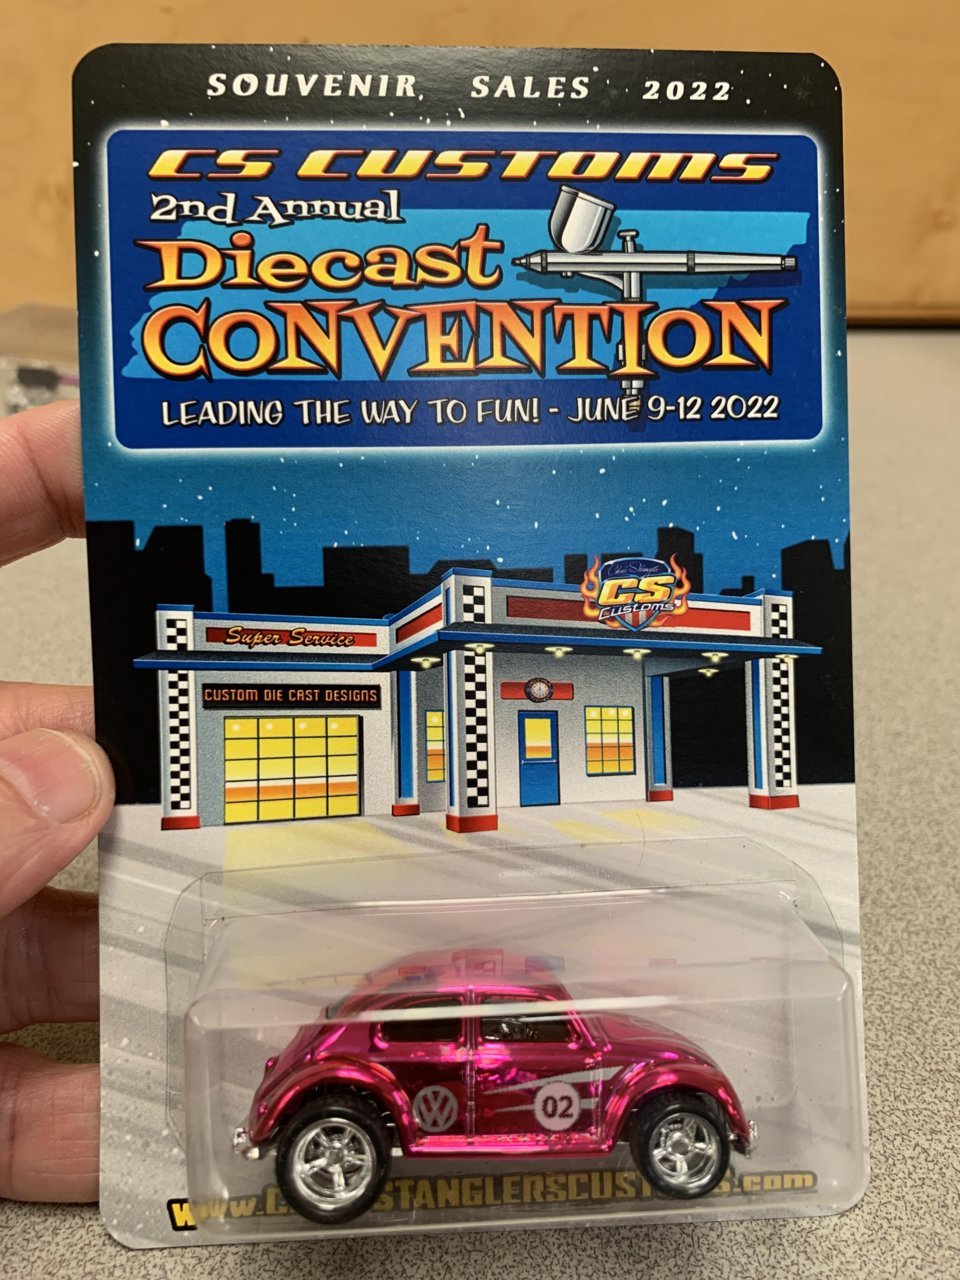 SOUVENIR SALES 2022
CS CUSTOMS
2nd Annual
Diecast
CONVENTION
LEADING THE WAY TO FUN! - JUNE 9-12 2022
CS
Customs
Super Service
CUSTOM DIE CAST DESIGNS
VW
02